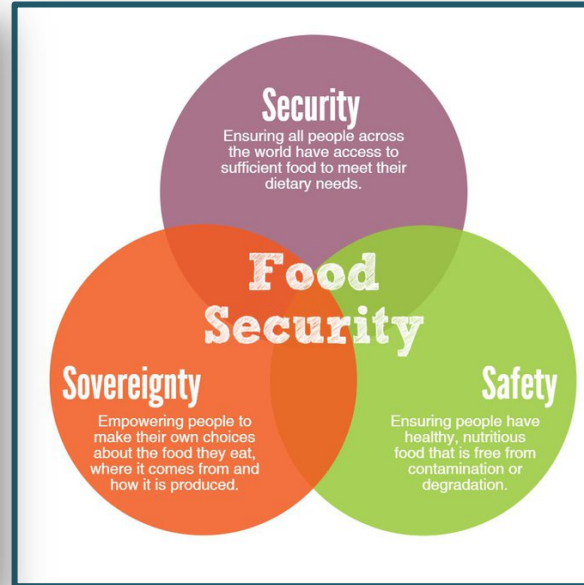 Security
Ensuring all people across
the world have access to
sufficient food to meet their
dietary needs.
Food
Security
Sovereignty
Empowering people to
make their own choices
about the food they eat,
where it comes from and
how it is produced.
Safety
Ensuring people have
healthy, nutritious
food that is free from
contamination or
degradation.